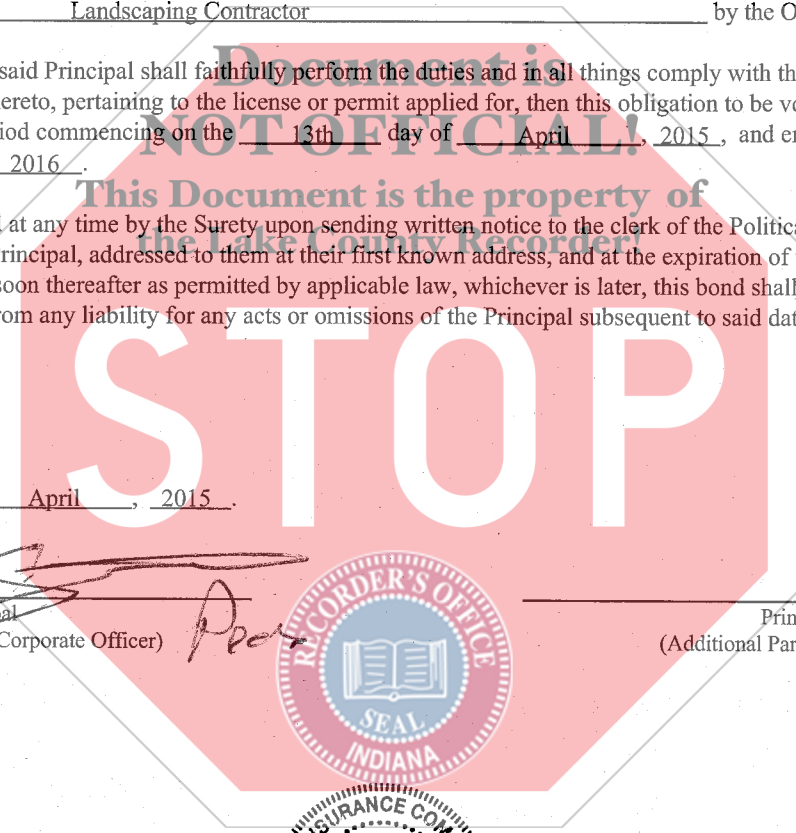 Landscaping Contractor by the O
Document is
said Principal shall faithfully perform the duties and in all things comply with th
ereto, pertaining to the license or permit applied for, then this obligation to be vo
NOT OFFICIAL!
iod commencing on the 13th day of April, 2015, and en
2016.
This Document is the property of
at any time by the Surety upon sending written notice to the clerk of the Politica
the Lake County Recorder!
rincipal, addressed to them at their first known address, and at the expiration of
soon thereafter as permitted by applicable law, whichever is later, this bond shall
rom any liability for any acts or omissions of the Principal subsequent to said dat
STOP
April, 2015.
RECORDER'S OFFICE
SEAL
INDIANA
pal
Corporate Officer)
Prin
(Additional Par
SURANCE COM